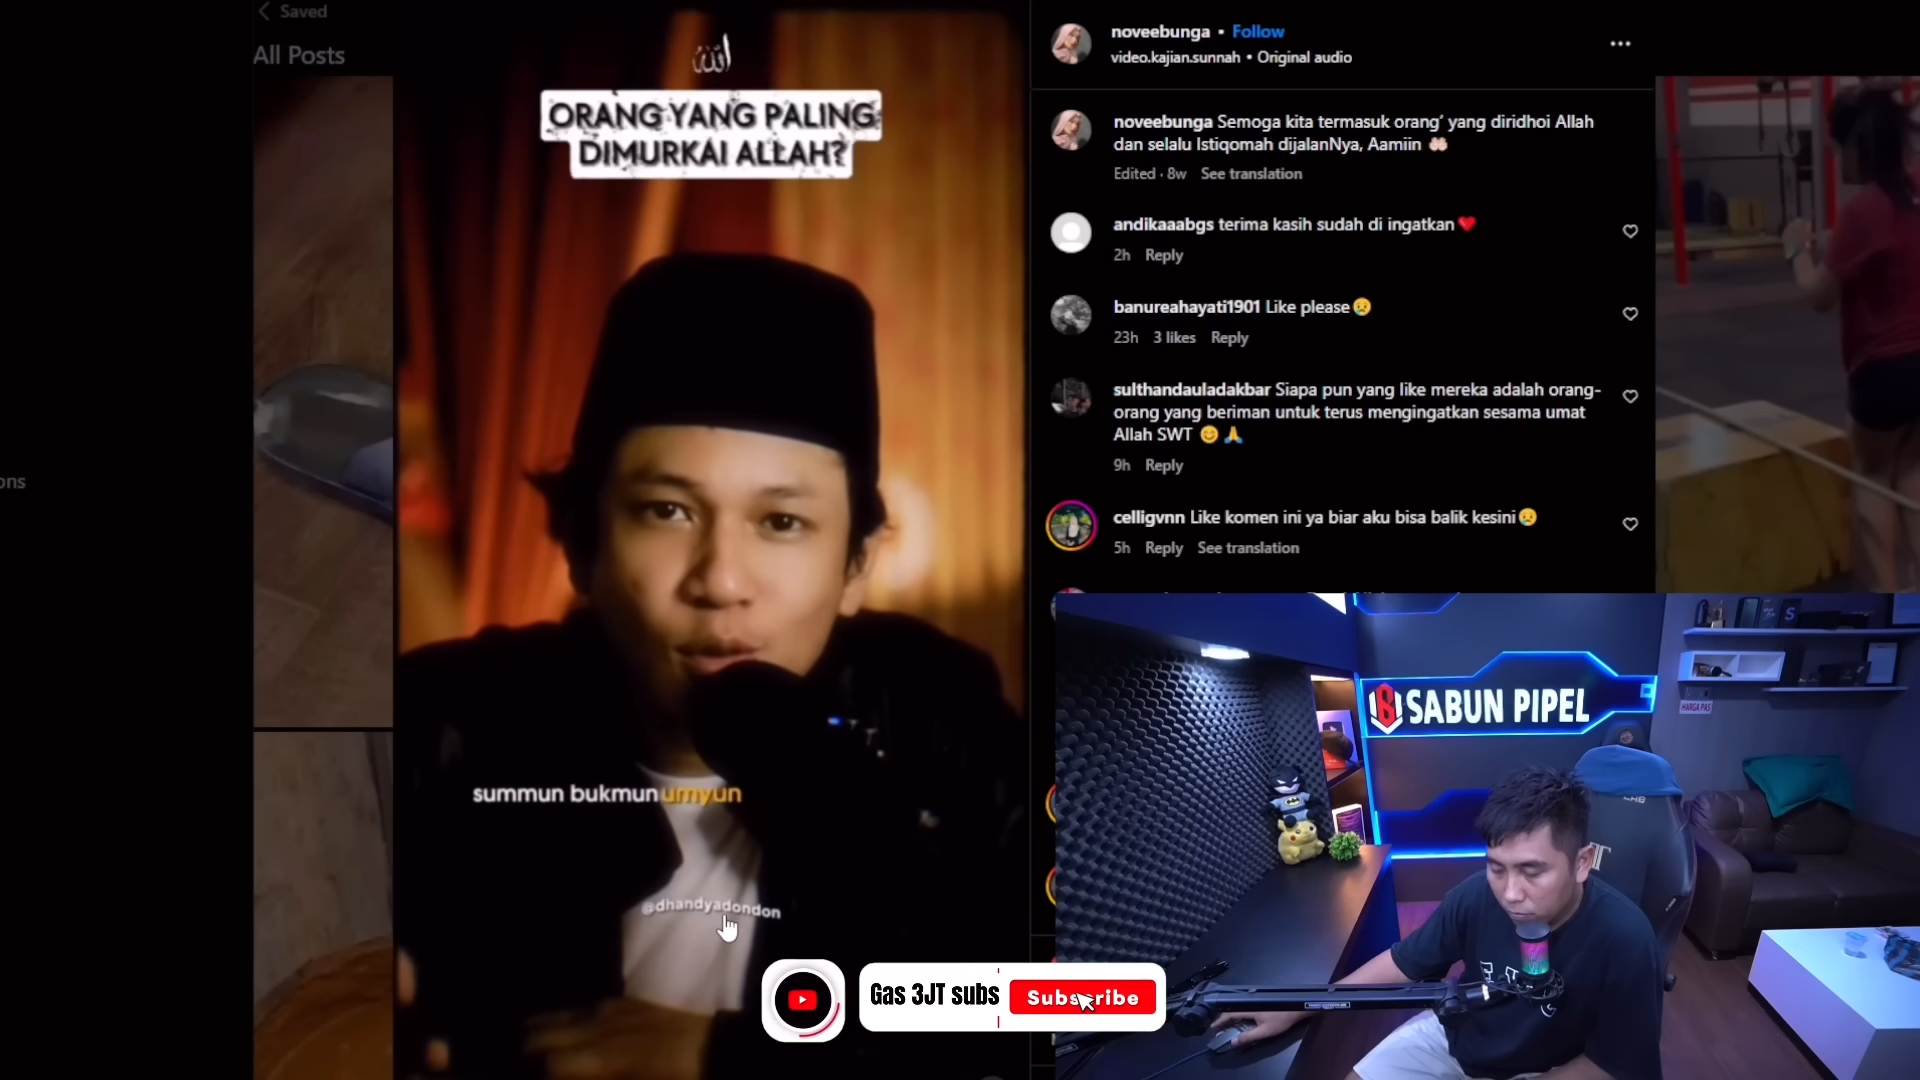 Saved
All Posts
ons
الله
ORANG YANG PALING
DIMURKAI ALLAH?
summun bukmun umyun
@dhandyadondon
noveebunga • Follow
video.kajian.sunnah • Original audio
noveebunga Semoga kita termasuk orang' yang diridhoi Allah
dan selalu Istiqomah dijalanNya, Aamiin 🤲🏻
Edited · 8w See translation
andikaaabgs terima kasih sudah di ingatkan❤️
2h Reply
banureahayati1901 Like please😢
23h 3 likes Reply
sulthandauladakbar Siapa pun yang like mereka adalah orang-
orang yang beriman untuk terus mengingatkan sesama umat
Allah SWT 😊🙏
9h Reply
celligvnn Like komen ini ya biar aku bisa balik kesini😢
5h Reply See translation
SABUN PIPEL
HARGA PAS
Gas 3JT subs
Subscribe